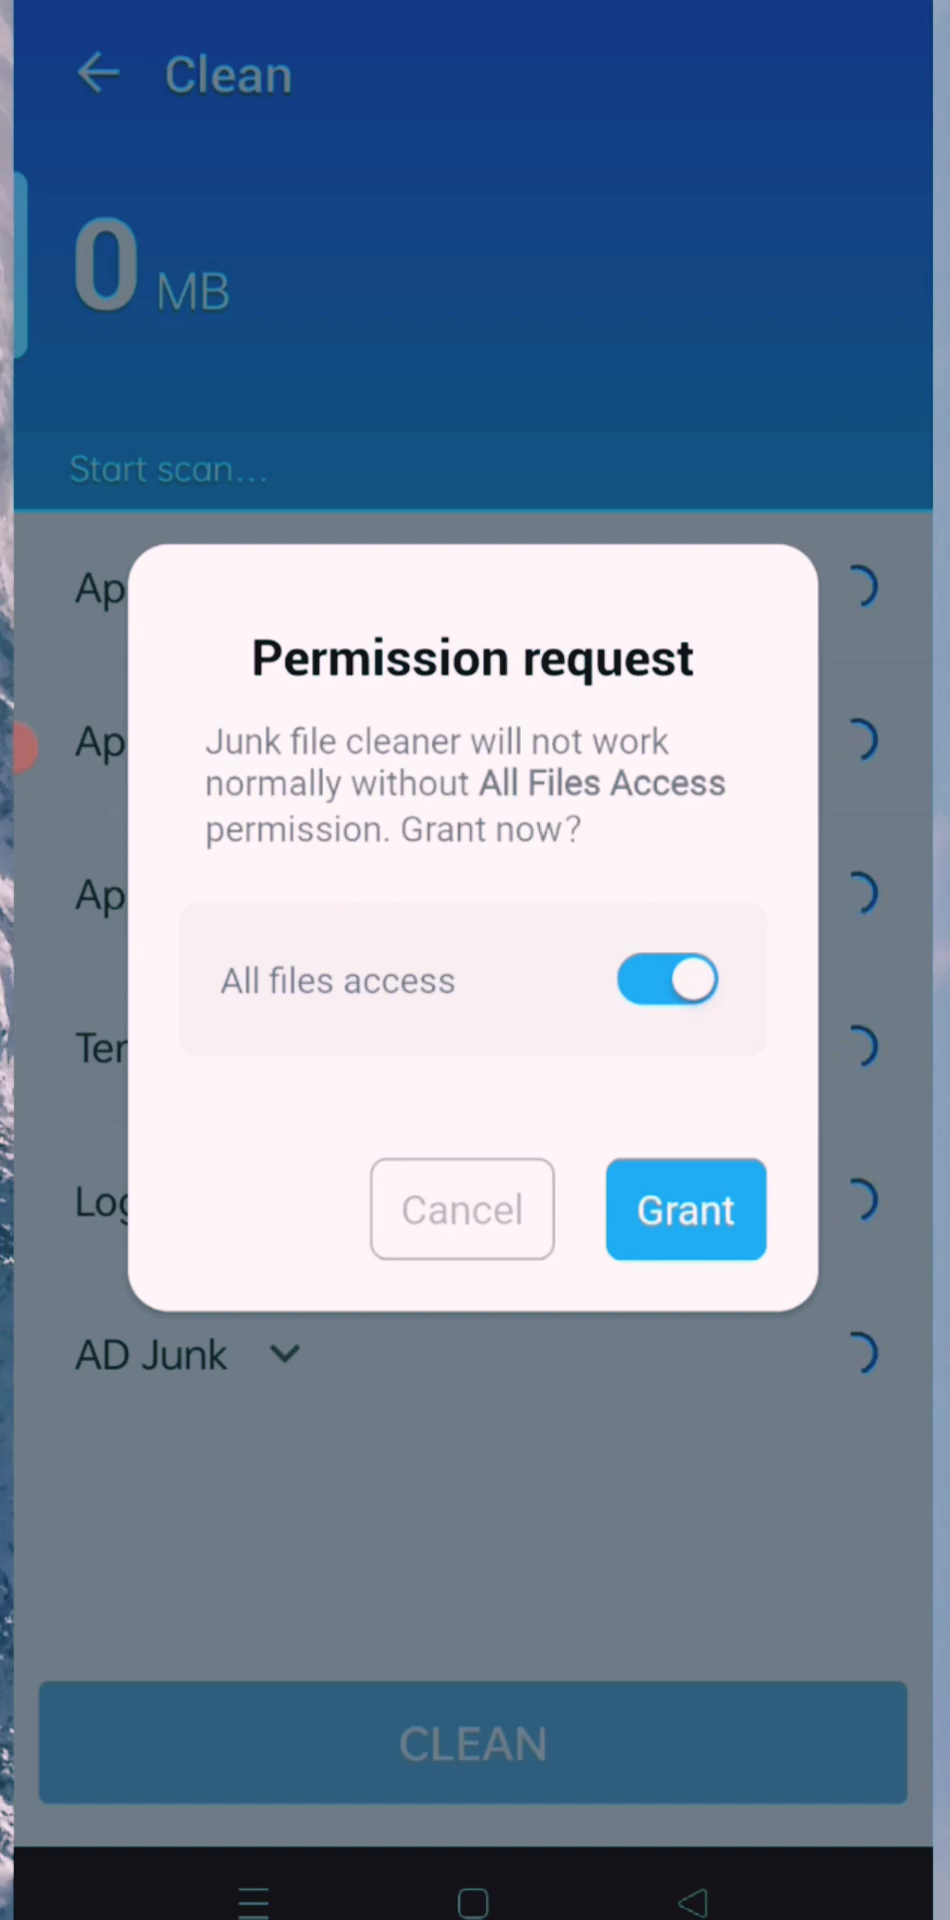 Clean
0 MB
Start scan...
Ap
Permission request
Junk file cleaner will not work
normally without All Files Access
permission. Grant now?
Ap
Ap
All files access
Ter
Log
Cancel
Grant
AD Junk
CLEAN